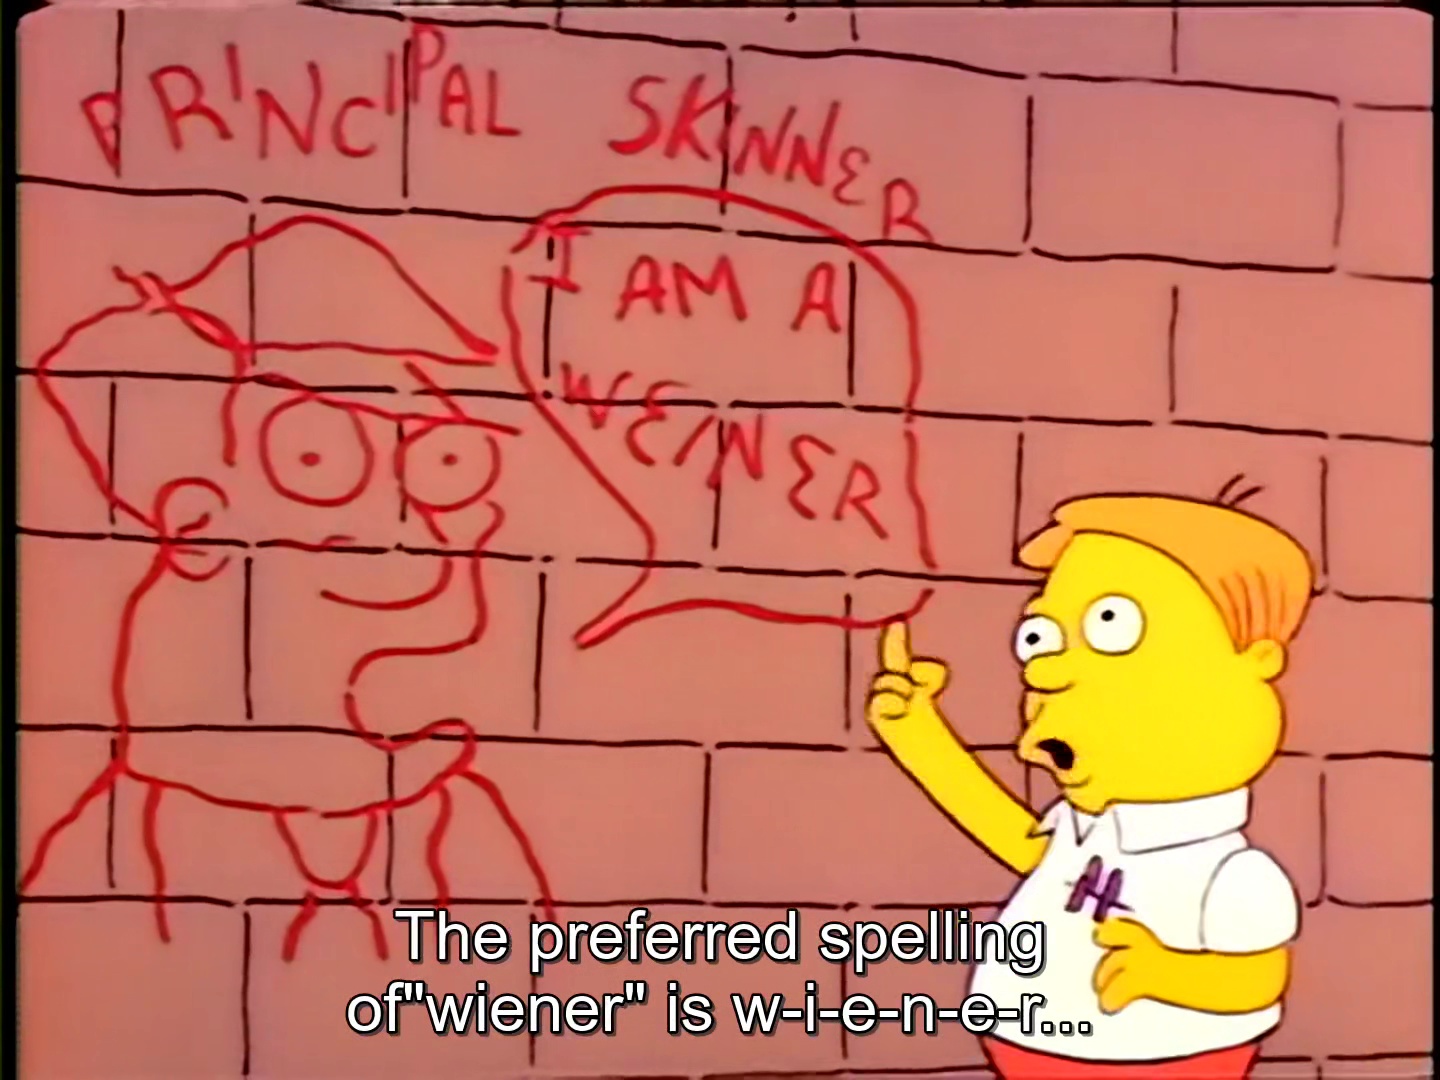 PRINCIPAL SKINNER
I AM A
WEINER
The preferred spelling
of"wiener" is w-i-e-n-e-r...